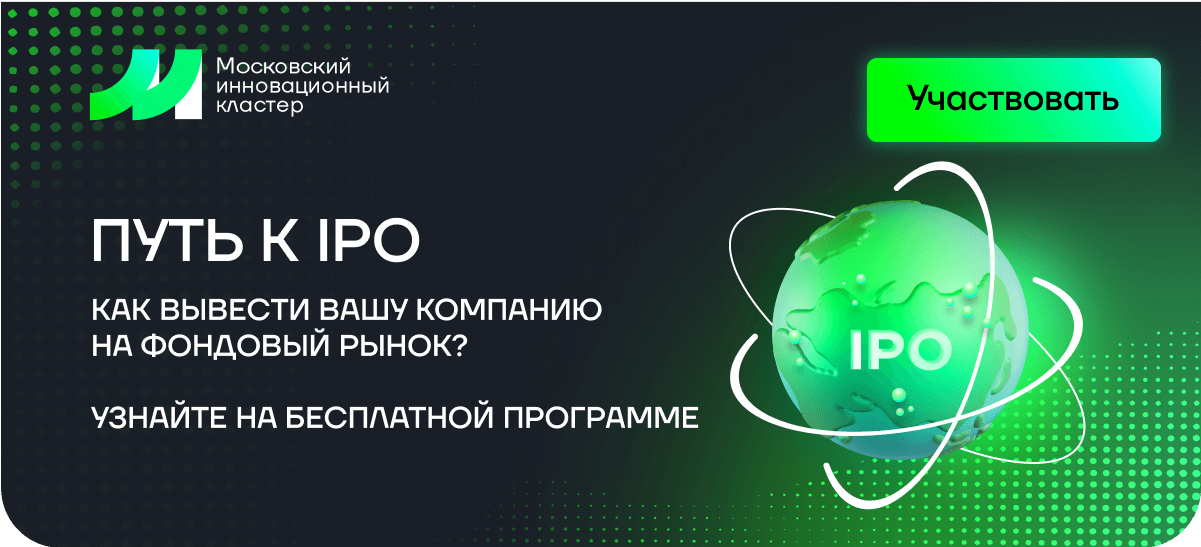 Московский
инновационный
кластер
Участвовать
ПУТЬ К IPO
КАК ВЫВЕСТИ ВАШУ КОМПАНИЮ
НА ФОНДОВЫЙ РЫНОК?
УЗНАЙТЕ НА БЕСПЛАТНОЙ ПРОГРАММЕ
IPO